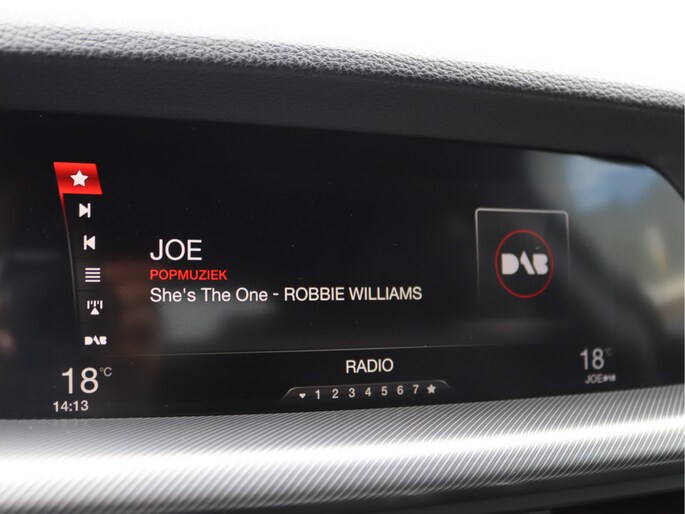 JOE
POPMUZIEK
She's The One - ROBBIE WILLIAMS
DAB
DAB
RADIO
1 2 3 4 5 6 7
18°C
14:13
18°C
JOE